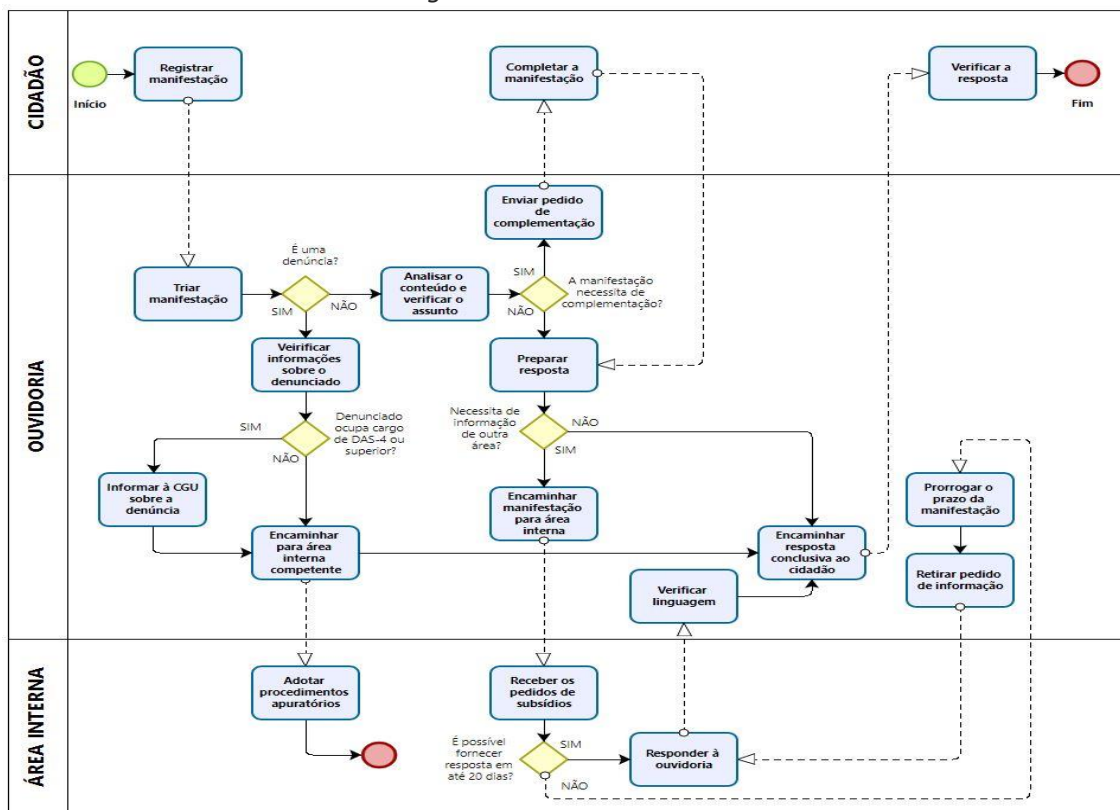 CIDADÃO
Início
Registrar
manifestação
Completar a
manifestação
Verificar a
resposta
Fim
OUVIDORIA
Enviar pedido
de
complementação
É uma
denúncia?
SIM
NÃO
Triar
manifestação
Analisar o
conteúdo e
verificar o
assunto
SIM
NÃO
A manifestação
necessita de
complementação?
Veirificar
informações
sobre o
denunciado
Preparar
resposta
SIM
NÃO
Denunciado
ocupa cargo
de DAS-4 ou
superior?
Necessita de
informação
de outra
área?
NÃO
SIM
Informar à CGU
sobre a
denúncia
Encaminhar
manifestação
para área
interna
Prorrogar o
prazo da
manifestação
Encaminhar
para área
interna
competente
Encaminhar
resposta
conclusiva ao
cidadão
Verificar
linguagem
Retirar pedido
de informação
ÁREA INTERNA
Adotar
procedimentos
apuratórios
Receber os
pedidos de
subsídios
É possível
fornecer
resposta em
até 20 dias?
SIM
NÃO
Responder à
ouvidoria